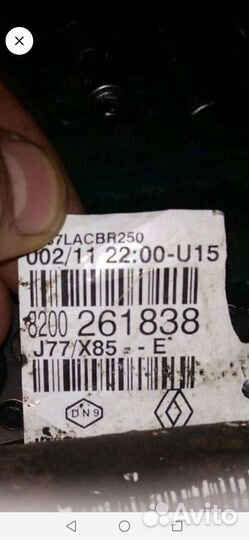 37LACBR250
002/11 22:00-U15
8200 261838
J77/X85 - - E
DN9
Avito